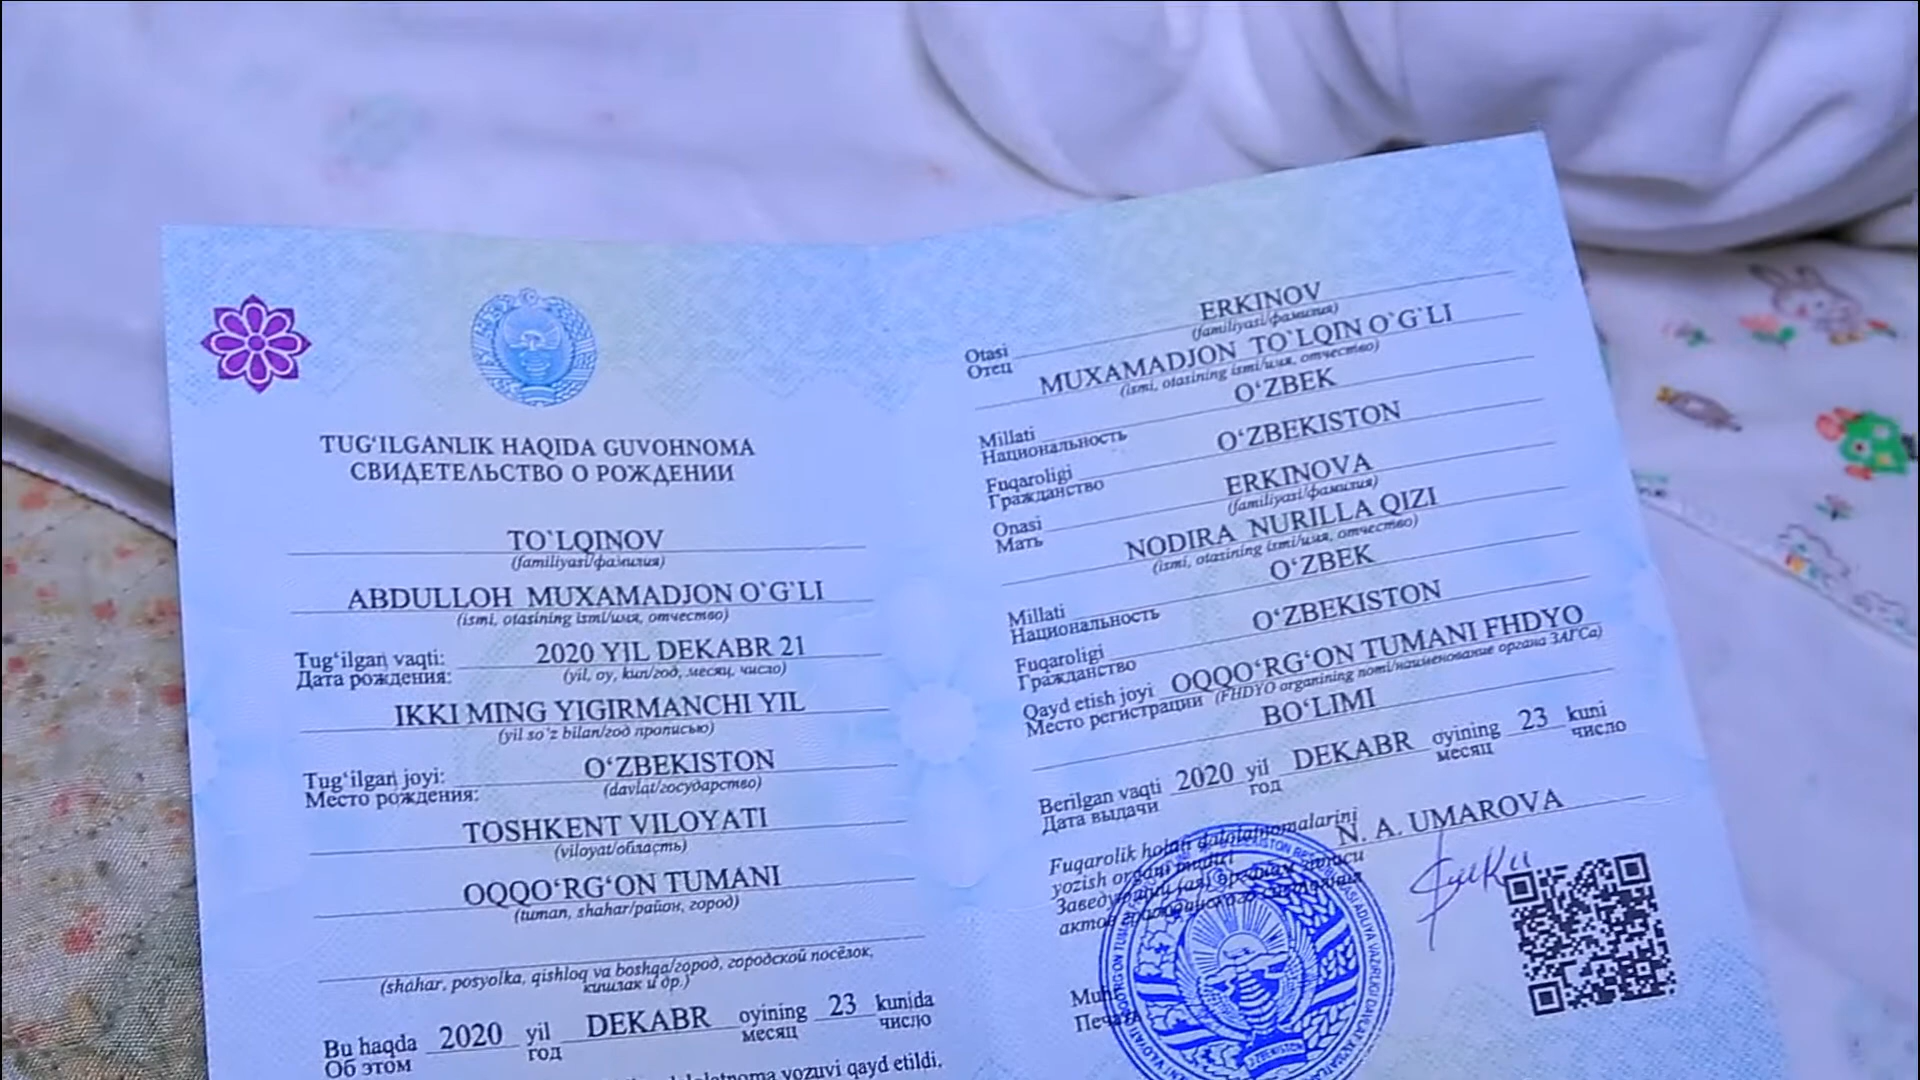 TUG‘ILGANLIK HAQIDA GUVOHNOMA
СВИДЕТЕЛЬСТВО О РОЖДЕНИИ
TO`LQINOV
(familiyasi/фамилия)
ABDULLOH MUXAMADJON O`G`LI
(ismi, otasining ismi/имя, отчество)
Tug‘ilgan vaqti: 2020 YIL DEKABR 21
Дата рождения: (yil, oy, kun/год, месяц, число)
IKKI MING YIGIRMANCHI YIL
(yil so‘z bilan/год прописью)
Tug‘ilgan joyi: O‘ZBEKISTON
Место рождения: (davlat/государство)
TOSHKENT VILOYATI
(viloyat/область)
OQQO‘RG‘ON TUMANI
(tuman, shahar/район, город)
(shahar, posyolka, qishloq va boshqa/город, городской посёлок,
кишлак и др.)
Bu haqda 2020 yil DEKABR oyining 23 kunida
Об этом год месяц число
yozuvi qayd etildi.
ERKINOV
Otasi (familiyasi/фамилия)
Отец MUXAMADJON TO`LQIN O`G`LI
(ismi, otasining ismi/имя, отчество)
Millati O‘ZBEK
Национальность
Fuqaroligi O‘ZBEKISTON
Гражданство
ERKINOVA
Onasi (familiyasi/фамилия)
Мать NODIRA NURILLA QIZI
(ismi, otasining ismi/имя, отчество)
Millati O‘ZBEK
Национальность
Fuqaroligi O‘ZBEKISTON
Гражданство
Qayd etish joyi OQQO‘RG‘ON TUMANI FHDYO
Место регистрации (FHDYO organining nomi/наименование органа ЗАГСа)
BO‘LIMI
Berilgan vaqti 2020 yil DEKABR oyining 23 kuni
Дата выдачи год месяц число
Fuqarolik holati dalolatnomalarini N. A. UMAROVA
yozish organi mudiri
актов гражданского состояния
Печать